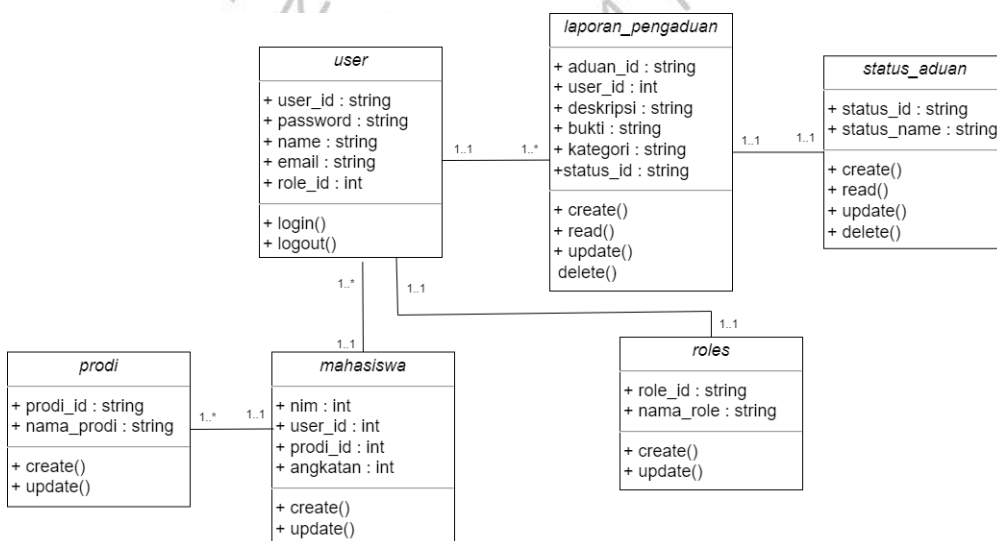 user
+ user_id : string
+ password : string
+ name : string
+ email : string
+ role_id : int
+ login()
+ logout()
1..1
1..*
laporan_pengaduan
+ aduan_id : string
+ user_id : int
+ deskripsi : string
+ bukti : string
+ kategori : string
+status_id : string
+ create()
+ read()
+ update()
delete()
1..1
1..1
status_aduan
+ status_id : string
+ status_name : string
+ create()
+ read()
+ update()
+ delete()
1..*
1..1
1..1
1..1
prodi
+ prodi_id : string
+ nama_prodi : string
+ create()
+ update()
1..*
1..1
mahasiswa
+ nim : int
+ user_id : int
+ prodi_id : int
+ angkatan : int
+ create()
+ update()
roles
+ role_id : string
+ nama_role : string
+ create()
+ update()